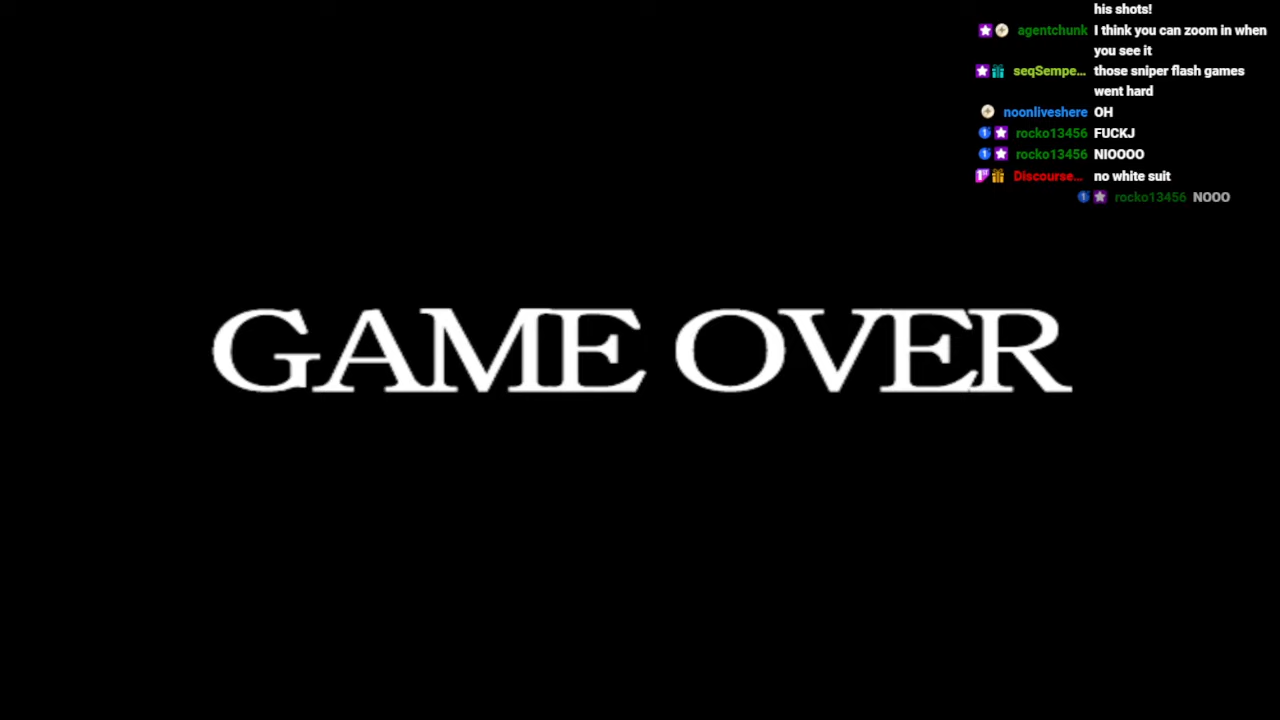 his shots!
agentchunk I think you can zoom in when
you see it
seqSempe… those sniper flash games
went hard
noonliveshere OH
rocko13456 FUCKJ
rocko13456 NIOOOO
Discourse… no white suit
rocko13456 NOOO
GAME OVER